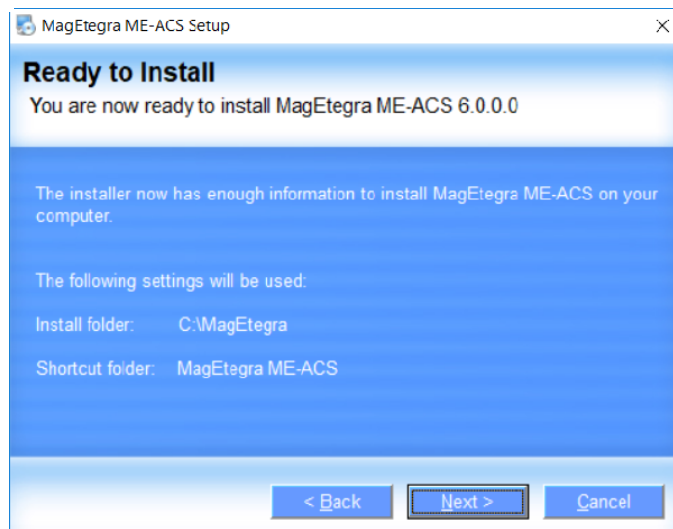 MagEtegra ME-ACS Setup
Ready to Install
You are now ready to install MagEtegra ME-ACS 6.0.0.0
The installer now has enough information to install MagEtegra ME-ACS on your
computer.
The following settings will be used:
Install folder: C:\MagEtegra
Shortcut folder: MagEtegra ME-ACS
< Back Next > Cancel